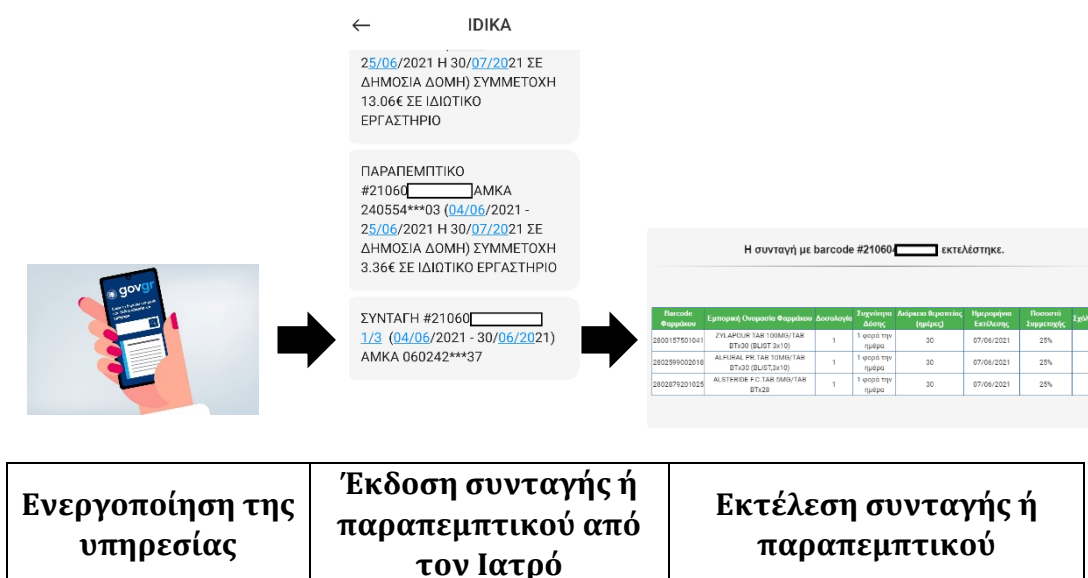 ← IDIKA
25/06/2021 Η 30/07/2021 ΣΕ
ΔΗΜΟΣΙΑ ΔΟΜΗ) ΣΥΜΜΕΤΟΧΗ
13.06€ ΣΕ ΙΔΙΩΤΙΚΟ
ΕΡΓΑΣΤΗΡΙΟ
ΠΑΡΑΠΕΜΠΤΙΚΟ
#21060 ΑΜΚΑ
240554***03 (04/06/2021 -
25/06/2021 Η 30/07/2021 ΣΕ
ΔΗΜΟΣΙΑ ΔΟΜΗ) ΣΥΜΜΕΤΟΧΗ
3.36€ ΣΕ ΙΔΙΩΤΙΚΟ ΕΡΓΑΣΤΗΡΙΟ
ΣΥΝΤΑΓΗ #21060
1/3 (04/06/2021 - 30/06/2021)
ΑΜΚΑ 060242***37
govgr
Η συνταγή με barcode #21060 εκτελέστηκε.
Barcode Φαρμάκου Εμπορική Ονομασία Φαρμάκου Δοσολογία Συχνότητα Δόσης Διάρκεια θεραπείας (ημέρες) Ημερομηνία Εκτέλεσης Ποσοστό Συμμετοχής
2800157501041 ZYLAPOUR TAB 100MG/TAB BTx30 (BLIST 3x10) 1 1 φορά την ημέρα 30 07/06/2021 25%
2802599002018 ALFURAL PR.TAB 10MG/TAB BTx30 (BLIST,3x10) 1 1 φορά την ημέρα 30 07/06/2021 25%
2802879201025 ALSTERIDE F.C.TAB 5MG/TAB BTx28 1 1 φορά την ημέρα 30 07/06/2021 25%
Ενεργοποίηση της
υπηρεσίας
Έκδοση συνταγής ή
παραπεμπτικού από
τον Ιατρό
Εκτέλεση συνταγής ή
παραπεμπτικού